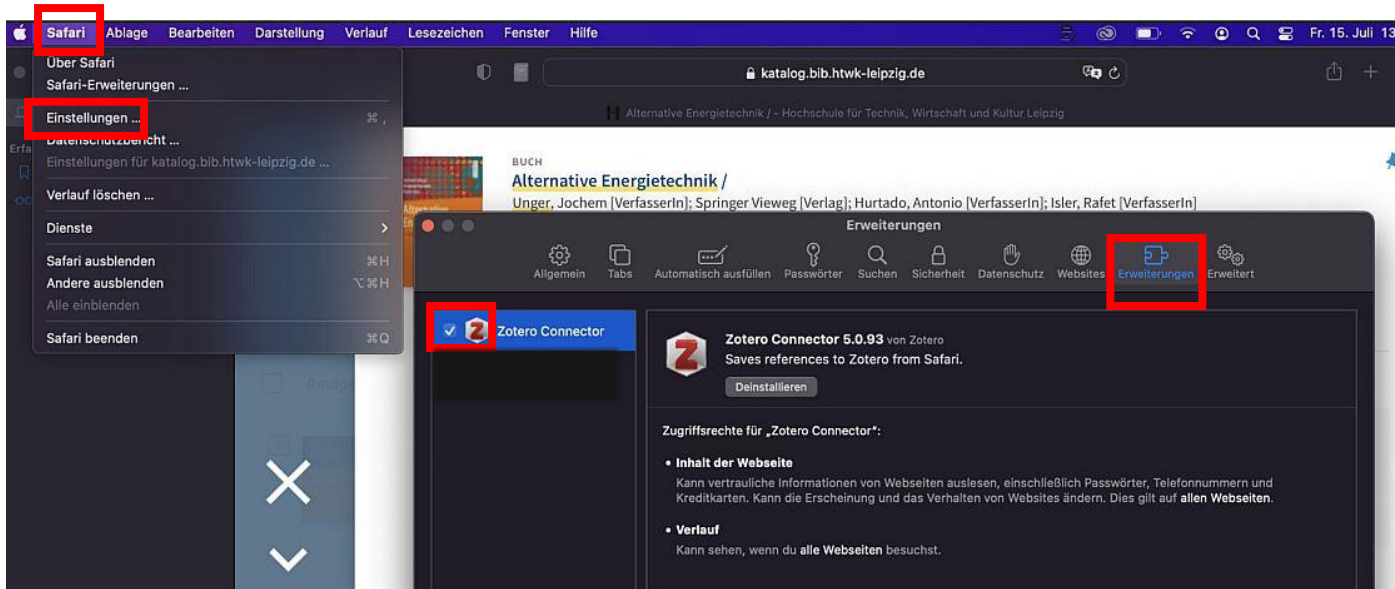 Safari Ablage Bearbeiten Darstellung Verlauf Lesezeichen Fenster Hilfe Fr. 15. Juli 13
Über Safari
Safari-Erweiterungen ...
Einstellungen ... ⌘ ,
Datenschutzbericht ...
Einstellungen für katalog.bib.htwk-leipzig.de ...
Verlauf löschen ...
Dienste
Safari ausblenden ⌘H
Andere ausblenden ⌥⌘H
Alle einblenden
Safari beenden ⌘Q
Erfa
katalog.bib.htwk-leipzig.de
Alternative Energietechnik / - Hochschule für Technik, Wirtschaft und Kultur Leipzig
BUCH
Alternative Energietechnik /
Unger, Jochem [VerfasserIn]; Springer Vieweg [Verlag]; Hurtado, Antonio [VerfasserIn]; Isler, Rafet [VerfasserIn]
Erweiterungen
Allgemein Tabs Automatisch ausfüllen Passwörter Suchen Sicherheit Datenschutz Websites Erweiterungen Erweitert
Z Zotero Connector
Z
Zotero Connector 5.0.93 von Zotero
Saves references to Zotero from Safari.
Deinstallieren
Zugriffsrechte für „Zotero Connector“:
• Inhalt der Webseite
Kann vertrauliche Informationen von Webseiten auslesen, einschließlich Passwörter, Telefonnummern und
Kreditkarten. Kann die Erscheinung und das Verhalten von Websites ändern. Dies gilt auf allen Webseiten.
• Verlauf
Kann sehen, wenn du alle Webseiten besuchst.